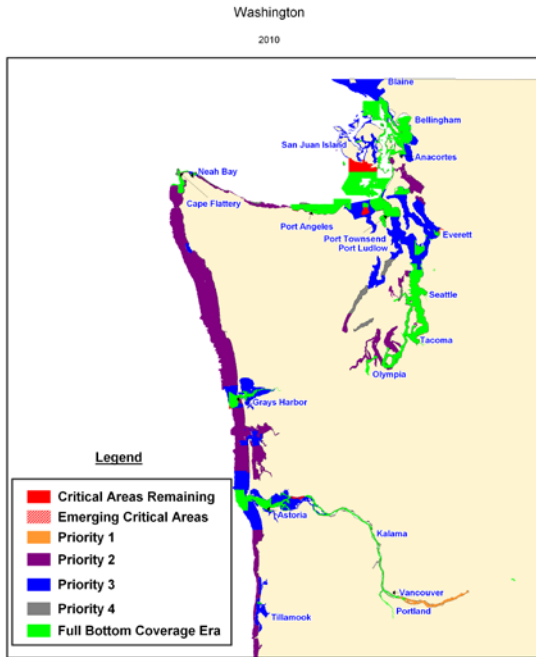 Washington
2010
Blaine
Bellingham
San Juan Island
Anacortes
Neah Bay
Cape Flattery
Port Angeles
Port Townsend
Everett
Port Ludlow
Seattle
Tacoma
Olympia
Grays Harbor
Legend
Critical Areas Remaining
Emerging Critical Areas
Priority 1
Priority 2
Priority 3
Priority 4
Full Bottom Coverage Era
Astoria
Kalama
Vancouver
Portland
Tillamook